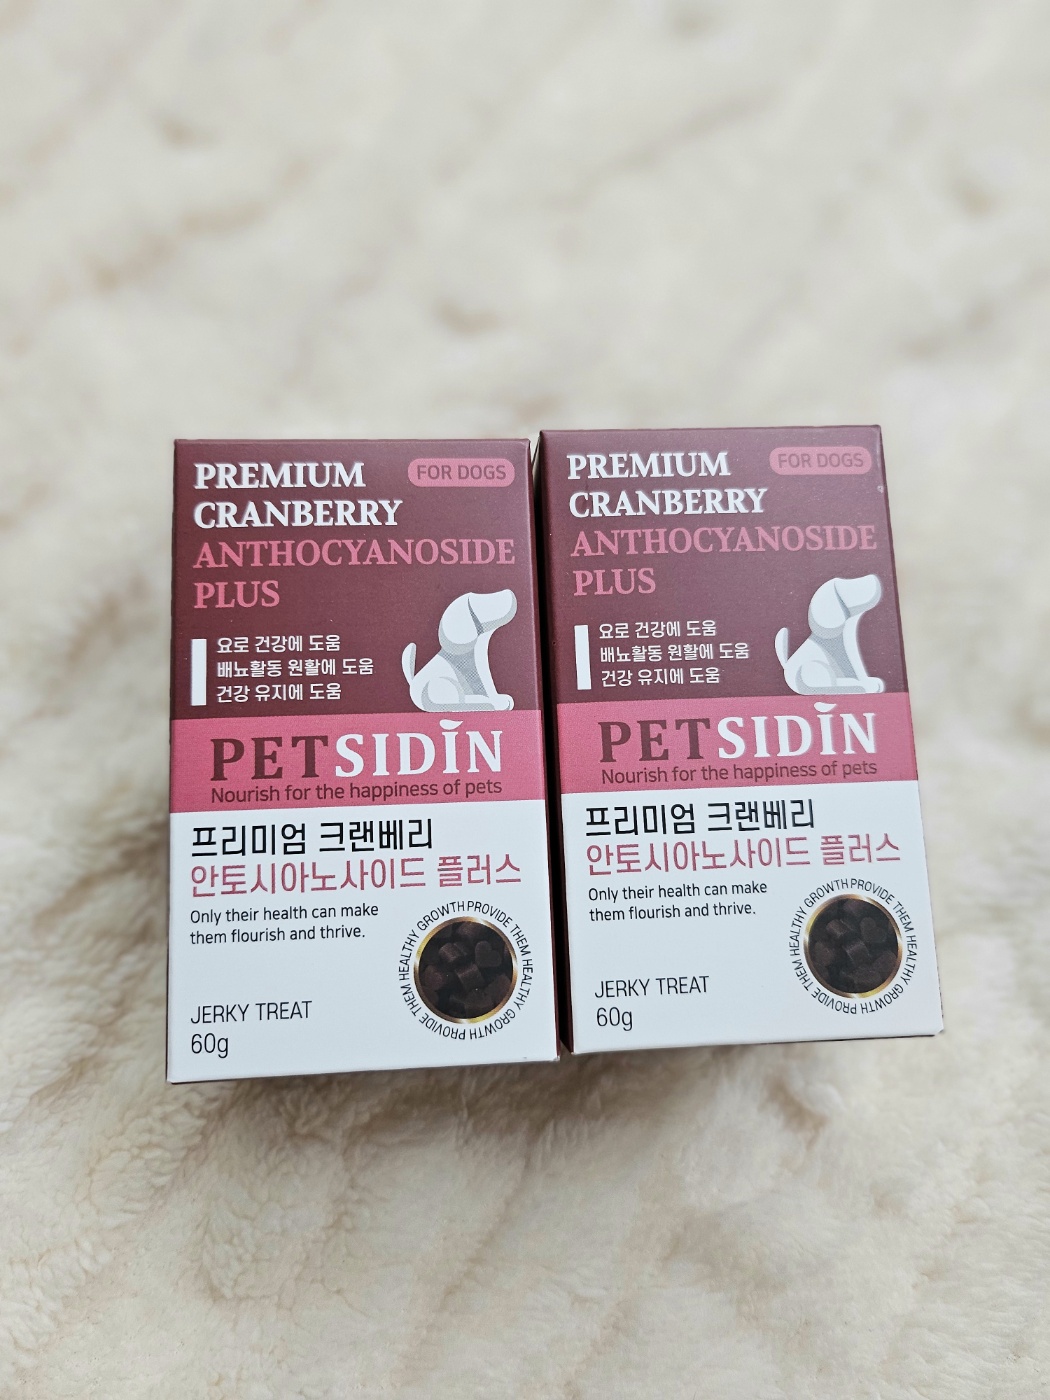 PREMIUM
FOR DOGS
CRANBERRY
ANTHOCYANOSIDE
PLUS
요로 건강에 도움
배뇨활동 원활에 도움
건강 유지에 도움
PETSIDIN
Nourish for the happiness of pets
프리미엄 크랜베리
안토시아노사이드 플러스
Only their health can make
them flourish and thrive.
PROVIDE THEM HEALTHY GROWTH PROVIDE THEM HEALTHY GROWTH
JERKY TREAT
60g
PREMIUM
FOR DOGS
CRANBERRY
ANTHOCYANOSIDE
PLUS
요로 건강에 도움
배뇨활동 원활에 도움
건강 유지에 도움
PETSIDIN
Nourish for the happiness of pets
프리미엄 크랜베리
안토시아노사이드 플러스
Only their health can make
them flourish and thrive.
PROVIDE THEM HEALTHY GROWTH PROVIDE THEM HEALTHY GROWTH
JERKY TREAT
60g